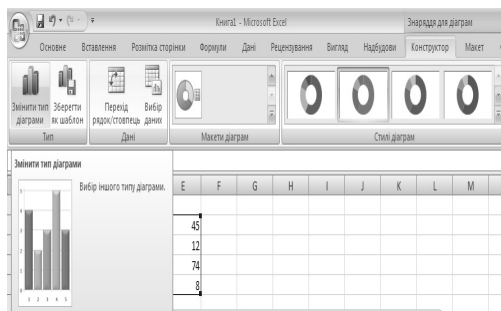 Книга1 - Microsoft Excel
Знаряддя для діаграм
Основне Вставлення Розмітка сторінки Формули Дані Рецензування Вигляд Надбудови Конструктор Макет
Змінити тип діаграми
Зберегти як шаблон
Перехід рядок/стовпець
Вибір даних
Тип
Дані
Макети діаграм
Стилі діаграм
Змінити тип діаграми
Вибір іншого типу діаграми.
E F G H I J K L M
45
12
74
8
1 2 3 4 5